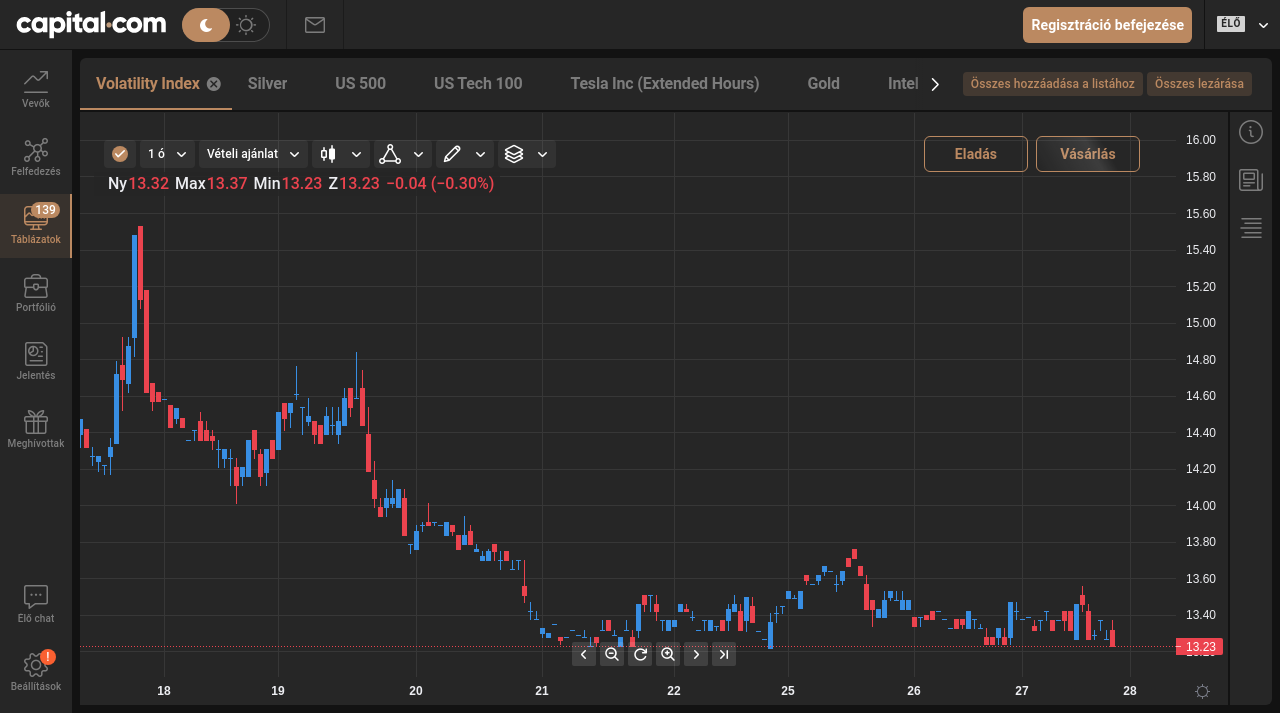 capital.com
Regisztráció befejezése
ÉLŐ
Vevők
Felfedezés
139
Táblázatok
Portfólió
Jelentés
Meghívottak
Elő chat
!
Beállítások
Volatility Index
Silver
US 500
US Tech 100
Tesla Inc (Extended Hours)
Gold
Intel
Összes hozzáadása a listához
Összes lezárása
1 ó
Vételi ajánlat
Eladás
Vásárlás
Ny13.32 Max13.37 Min13.23 Z13.23 −0.04 (−0.30%)
16.00
15.80
15.60
15.40
15.20
15.00
14.80
14.60
14.40
14.20
14.00
13.80
13.60
13.40
13.23
18
19
20
21
22
25
26
27
28